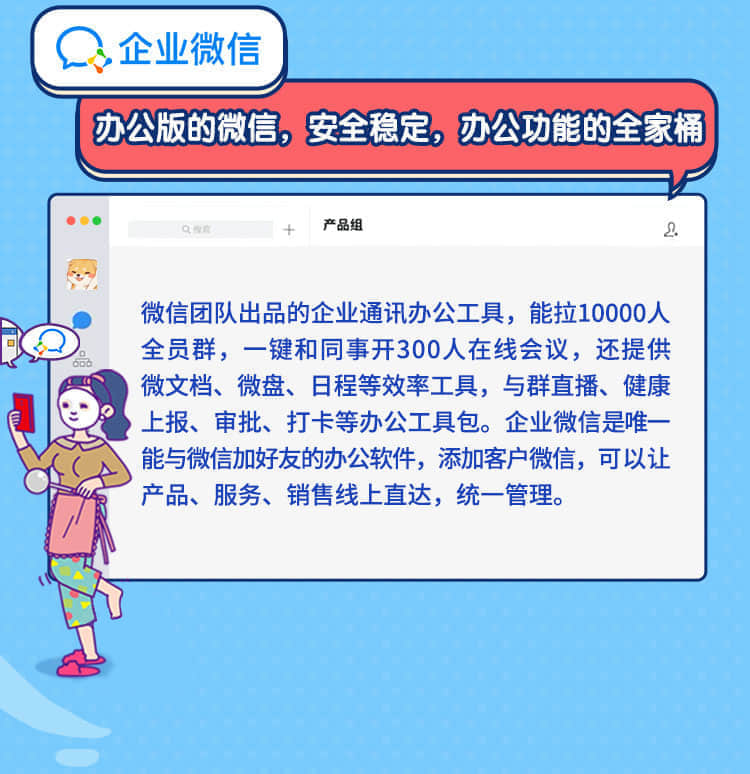 企业微信
办公版的微信，安全稳定，办公功能的全家桶
搜索
产品组
微信团队出品的企业通讯办公工具，能拉10000人
全员群，一键和同事开300人在线会议，还提供
微文档、微盘、日程等效率工具，与群直播、健康
上报、审批、打卡等办公工具包。企业微信是唯一
能与微信加好友的办公软件，添加客户微信，可以让
产品、服务、销售线上直达，统一管理。